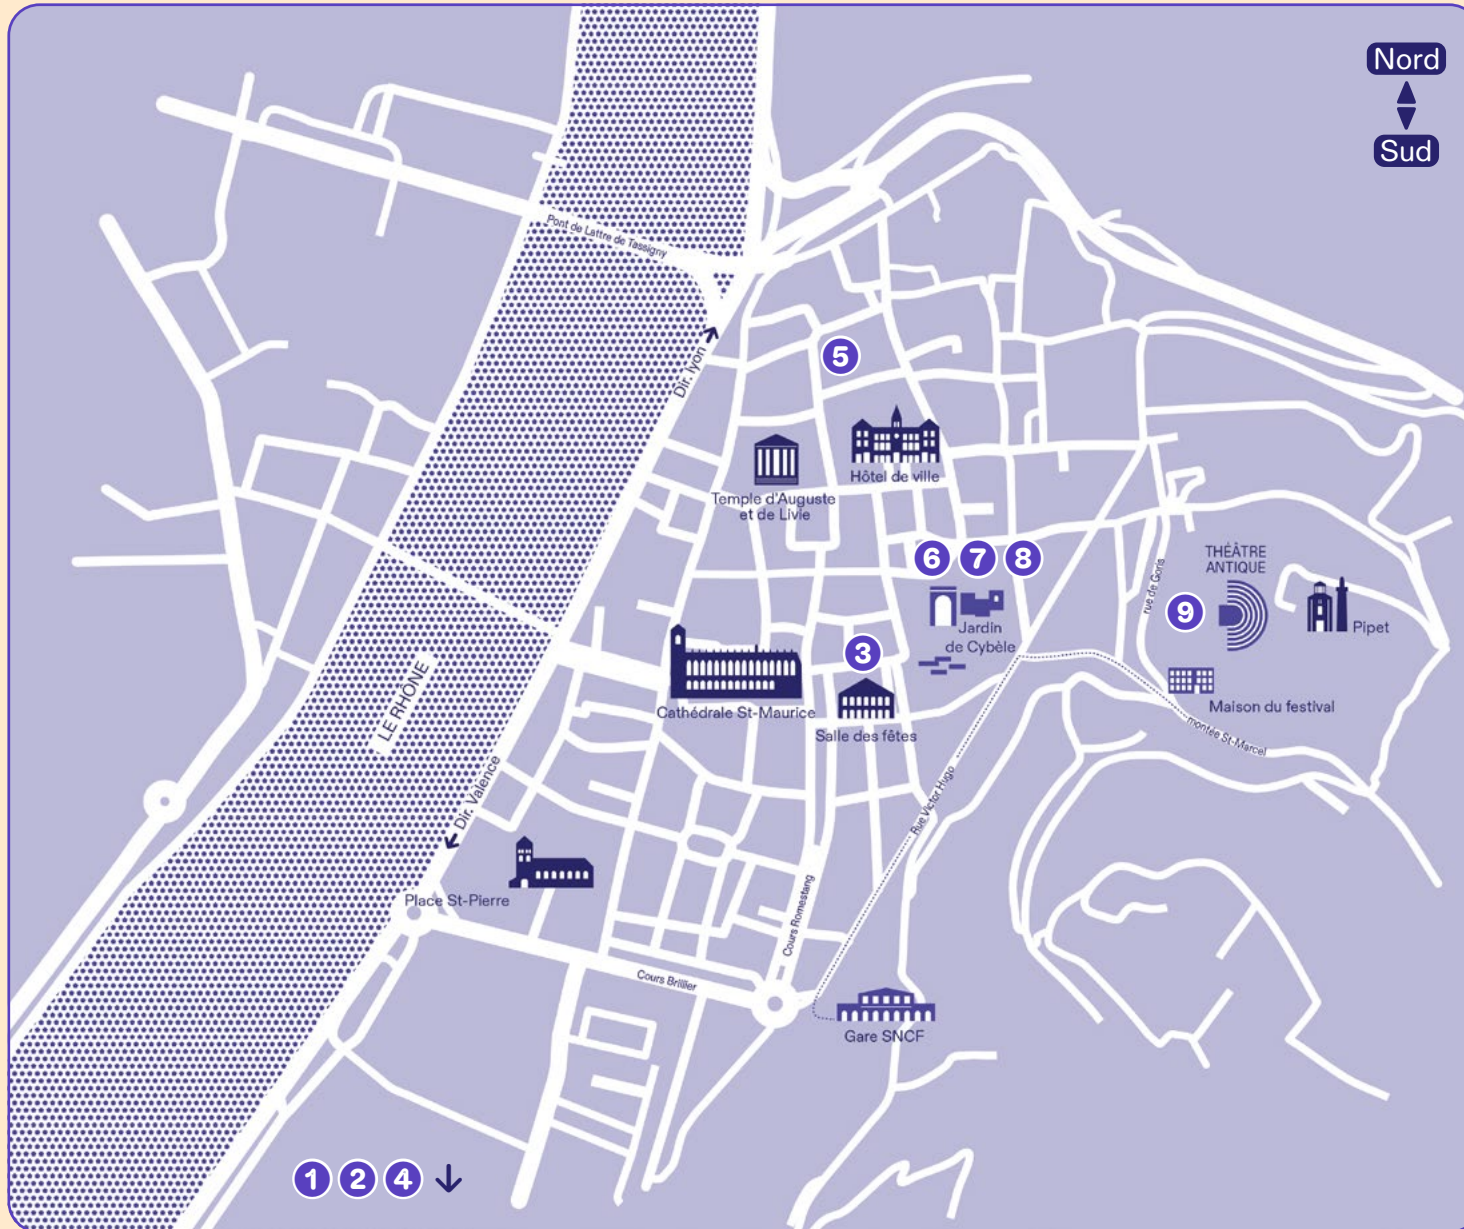 Nord
Sud
Pont de Lattre de Tassigny
Dir. lyon
5
Hôtel de ville
Temple d'Auguste
et de Livie
6 7 8
THÉÂTRE
ANTIQUE
rue de Goris
9
Pipet
Jardin
de Cybèle
3
LE RHÔNE
Cathédrale St-Maurice
Salle des fêtes
Maison du festival
montée St-Marcel
Dir. Valence
Rue Victor Hugo
Place St-Pierre
Cours Romestang
Cours Brillier
Gare SNCF
1 2 4